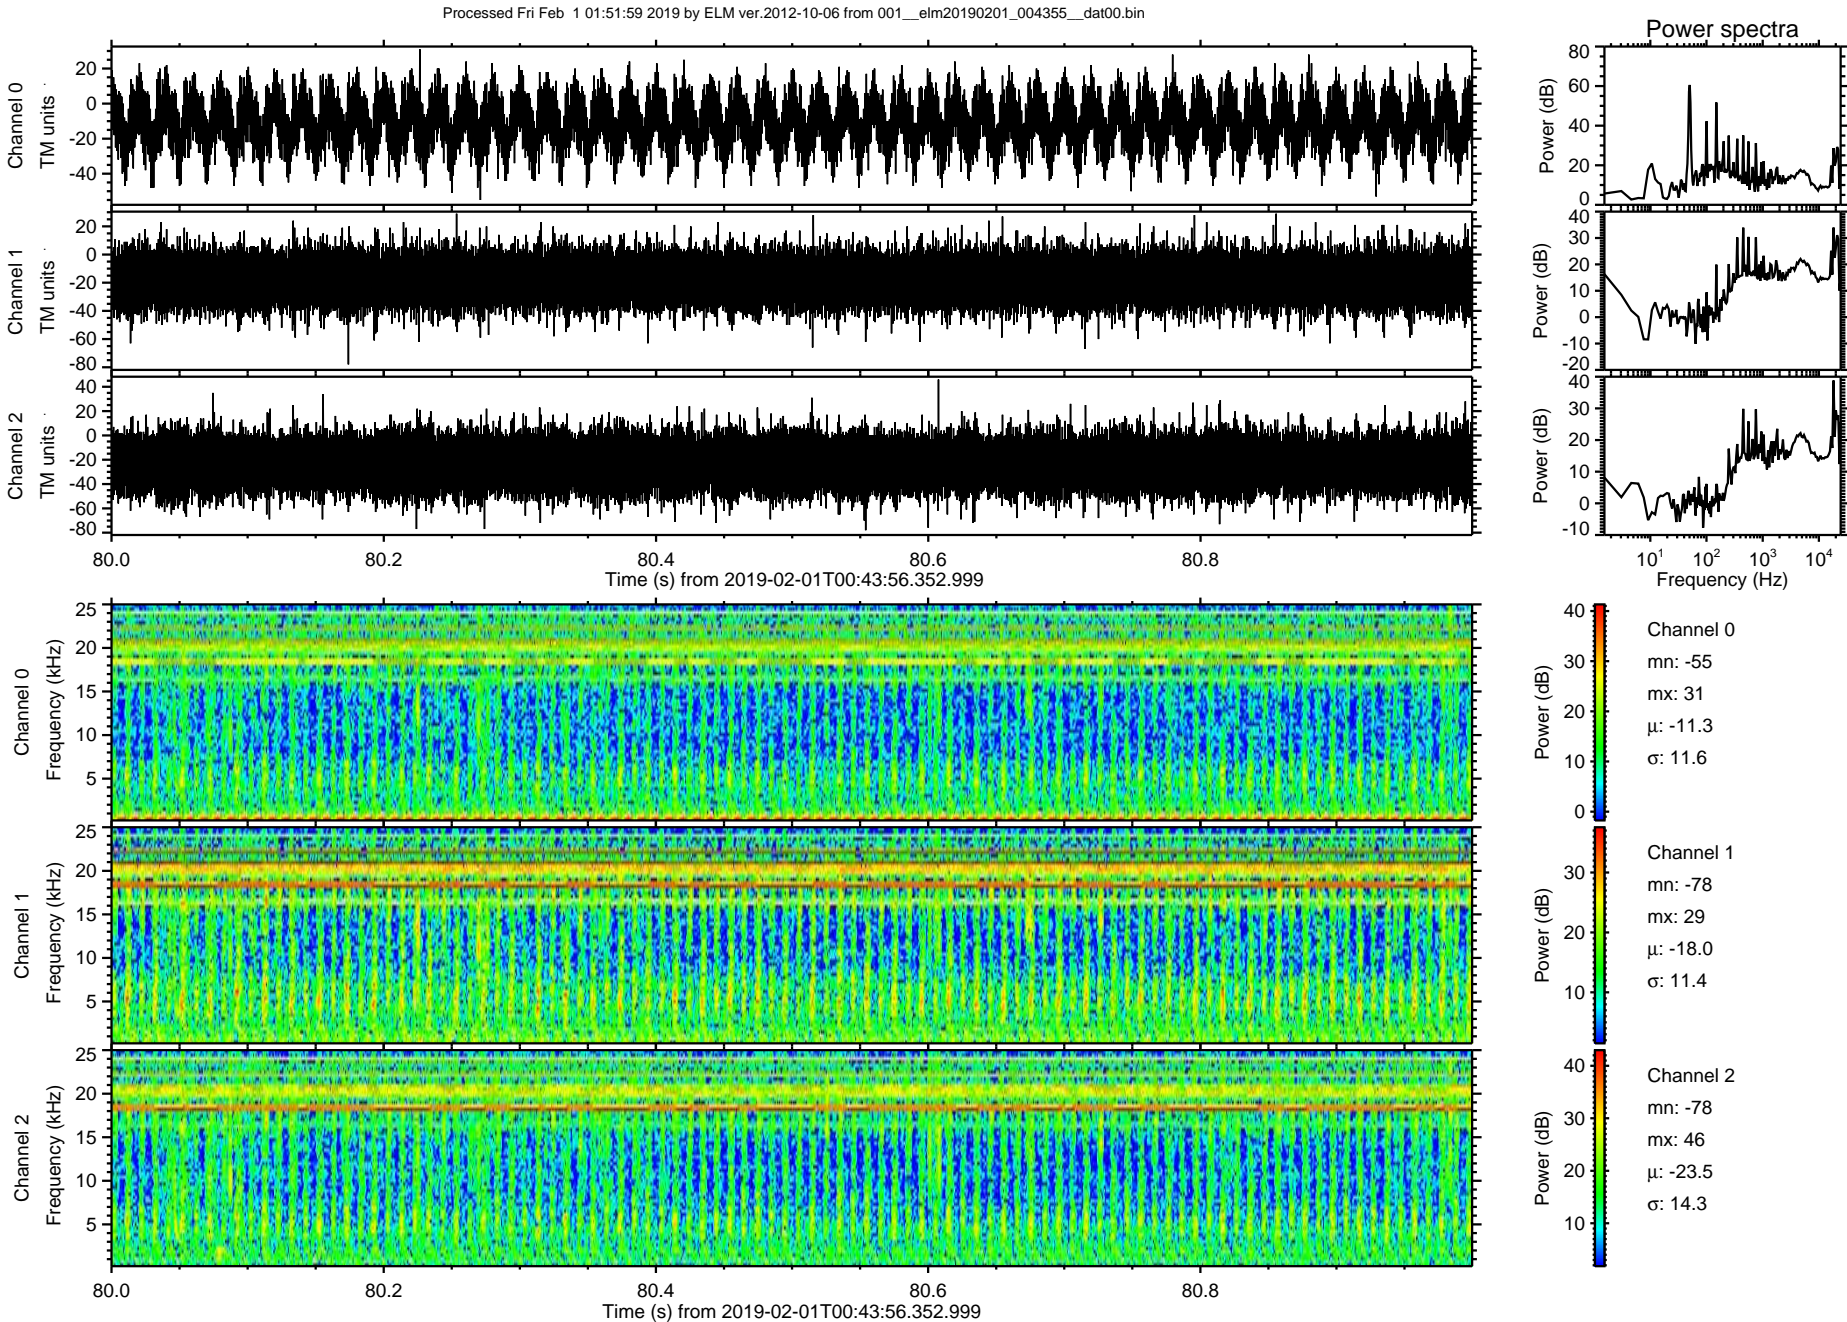 Processed Fri Feb  1 01:51:59 2019 by ELM ver.2012-10-06 from 001__elm20190201_004355__dat00.bin
Power spectra
Channel 0
TM units
20
0
-20
-40
Power (dB)
80
60
40
20
0
Channel 1
TM units
20
0
-20
-40
-60
-80
Power (dB)
40
30
20
10
0
-10
-20
Channel 2
TM units
40
20
0
-20
-40
-60
-80
Power (dB)
40
30
20
10
0
-10
80.0 80.2 80.4 80.6 80.8
Time (s) from 2019-02-01T00:43:56.352.999
10^1 10^2 10^3 10^4
Frequency (Hz)
Channel 0
Frequency (kHz)
25
20
15
10
5
Power (dB)
40
30
20
10
0
Channel 0
mn: -55
mx: 31
μ: -11.3
σ: 11.6
Channel 1
Frequency (kHz)
25
20
15
10
5
Power (dB)
30
20
10
Channel 1
mn: -78
mx: 29
μ: -18.0
σ: 11.4
Channel 2
Frequency (kHz)
25
20
15
10
5
Power (dB)
40
30
20
10
Channel 2
mn: -78
mx: 46
μ: -23.5
σ: 14.3
80.0 80.2 80.4 80.6 80.8
Time (s) from 2019-02-01T00:43:56.352.999